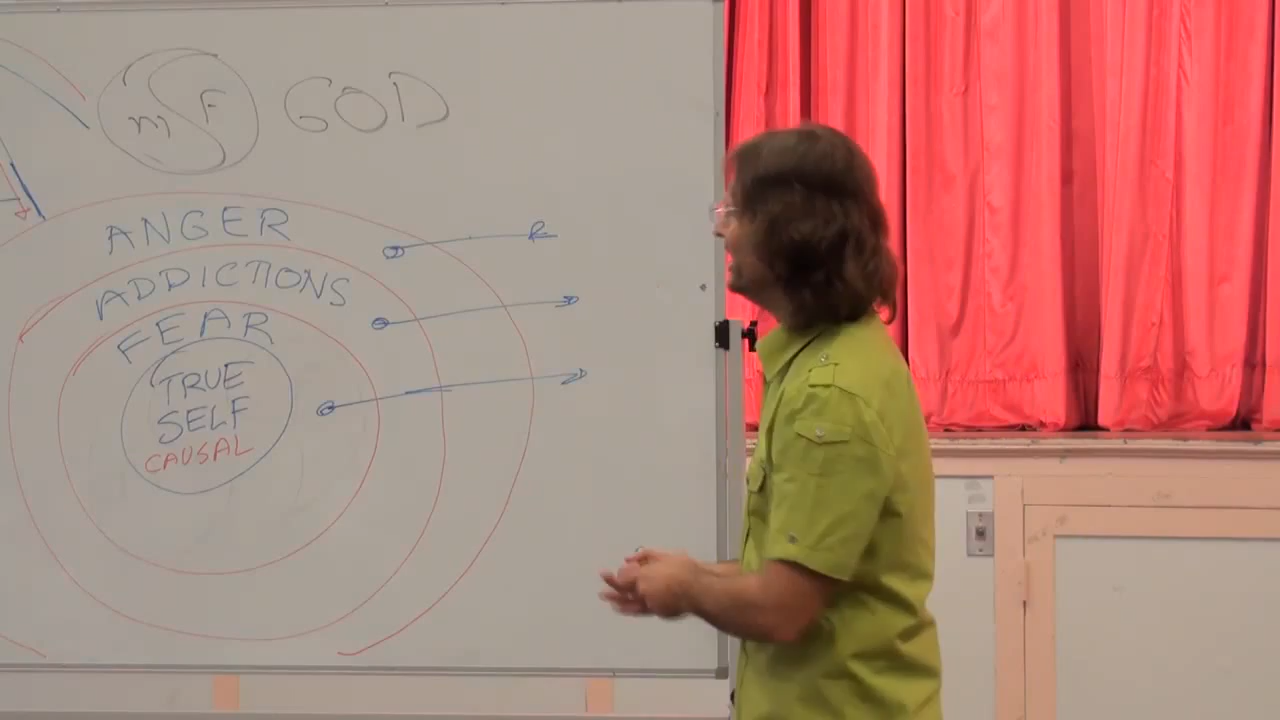 m F GOD
ANGER
ADDICTIONS
FEAR
TRUE
SELF
CAUSAL